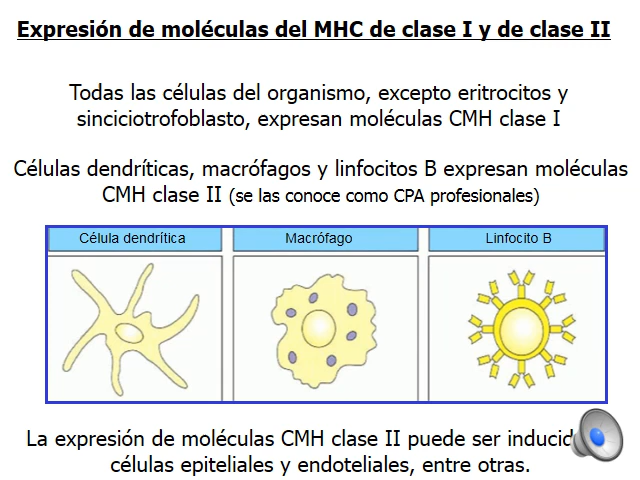 Expresión de moléculas del MHC de clase I y de clase II
Todas las células del organismo, excepto eritrocitos y
sinciciotrofoblasto, expresan moléculas CMH clase I
Células dendríticas, macrófagos y linfocitos B expresan moléculas
CMH clase II (se las conoce como CPA profesionales)
Célula dendrítica
Macrófago
Linfocito B
La expresión de moléculas CMH clase II puede ser
células epiteliales y endoteliales, entre otras.